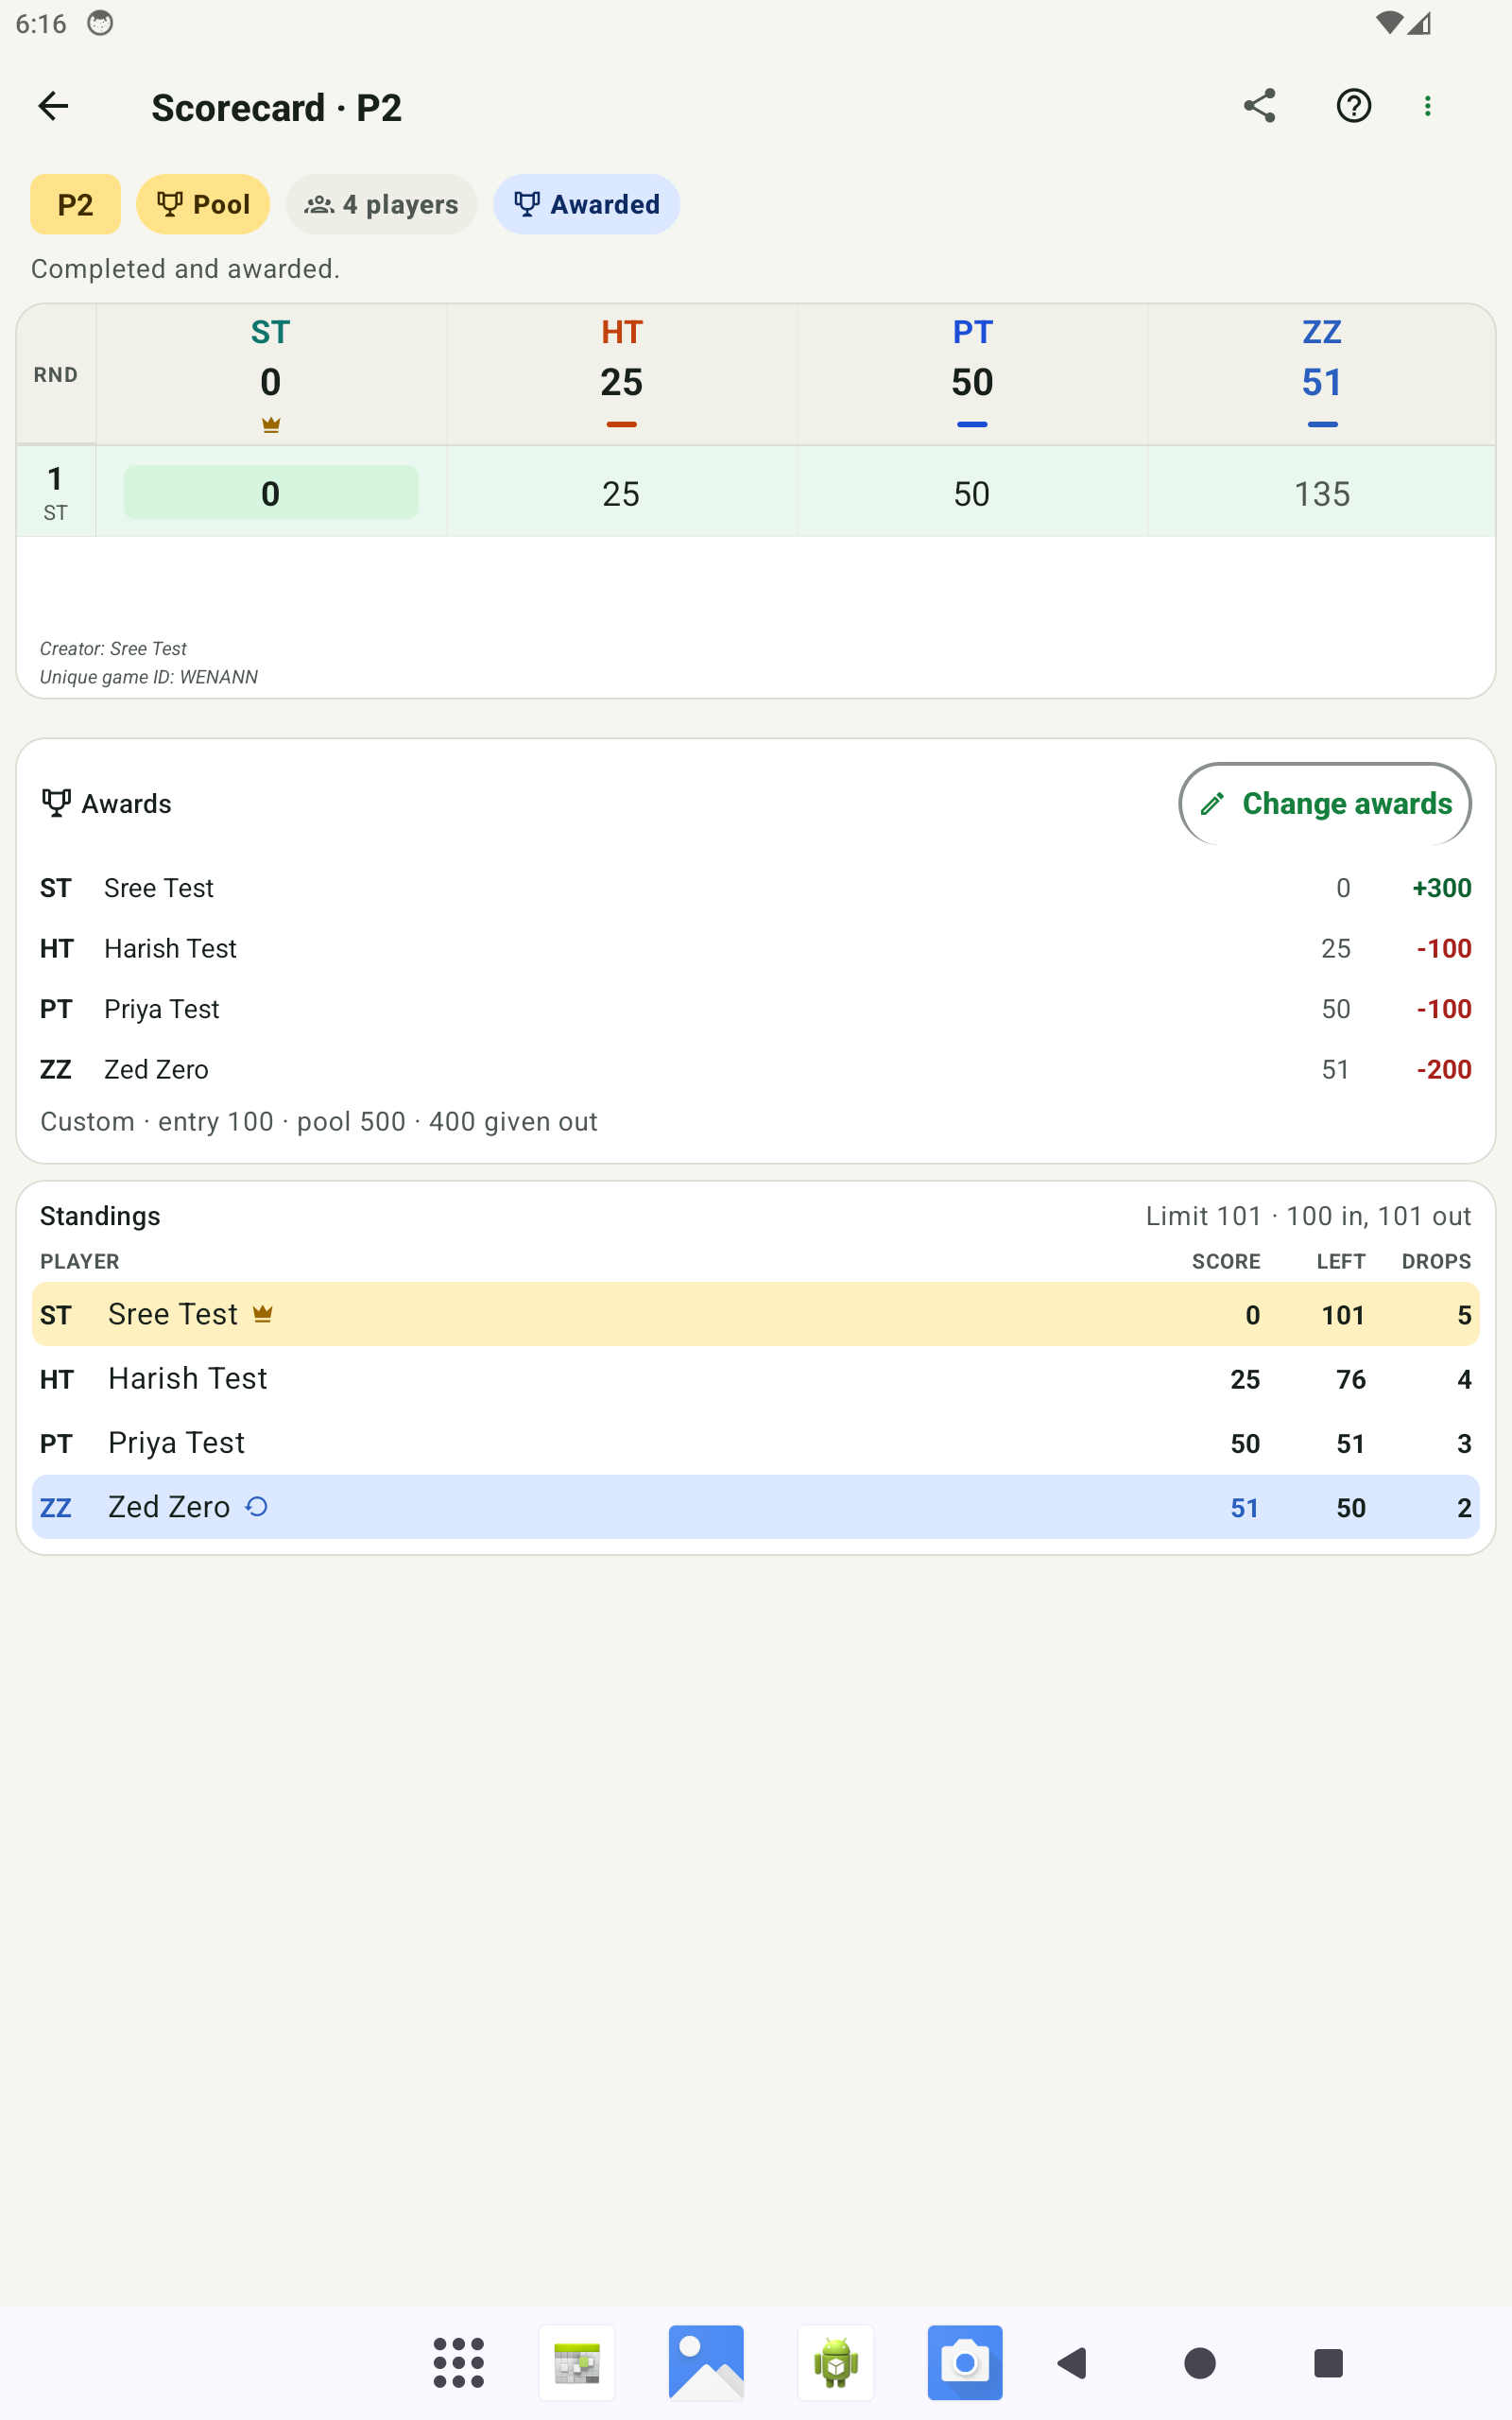 6:16
Scorecard · P2
P2 Pool 4 players Awarded
Completed and awarded.
RND ST HT PT ZZ
0 25 50 51
1 0 25 50 135
ST
Creator: Sree Test
Unique game ID: WENANN
Awards Change awards
ST Sree Test 0 +300
HT Harish Test 25 -100
PT Priya Test 50 -100
ZZ Zed Zero 51 -200
Custom · entry 100 · pool 500 · 400 given out
Standings Limit 101 · 100 in, 101 out
PLAYER SCORE LEFT DROPS
ST Sree Test 0 101 5
HT Harish Test 25 76 4
PT Priya Test 50 51 3
ZZ Zed Zero 51 50 2